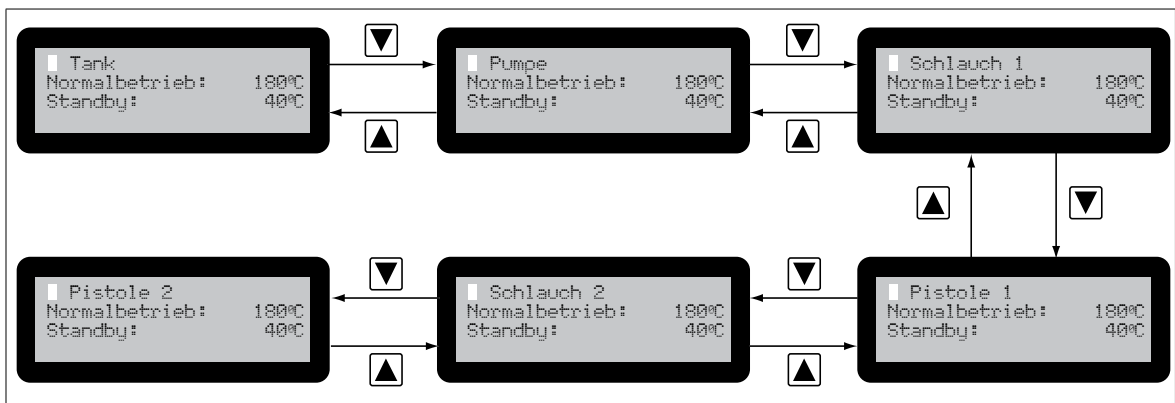 Tank
Normalbetrieb: 180°C
Standby: 40°C
Pumpe
Normalbetrieb: 180°C
Standby: 40°C
Schlauch 1
Normalbetrieb: 180°C
Standby: 40°C
Pistole 2
Normalbetrieb: 180°C
Standby: 40°C
Schlauch 2
Normalbetrieb: 180°C
Standby: 40°C
Pistole 1
Normalbetrieb: 180°C
Standby: 40°C